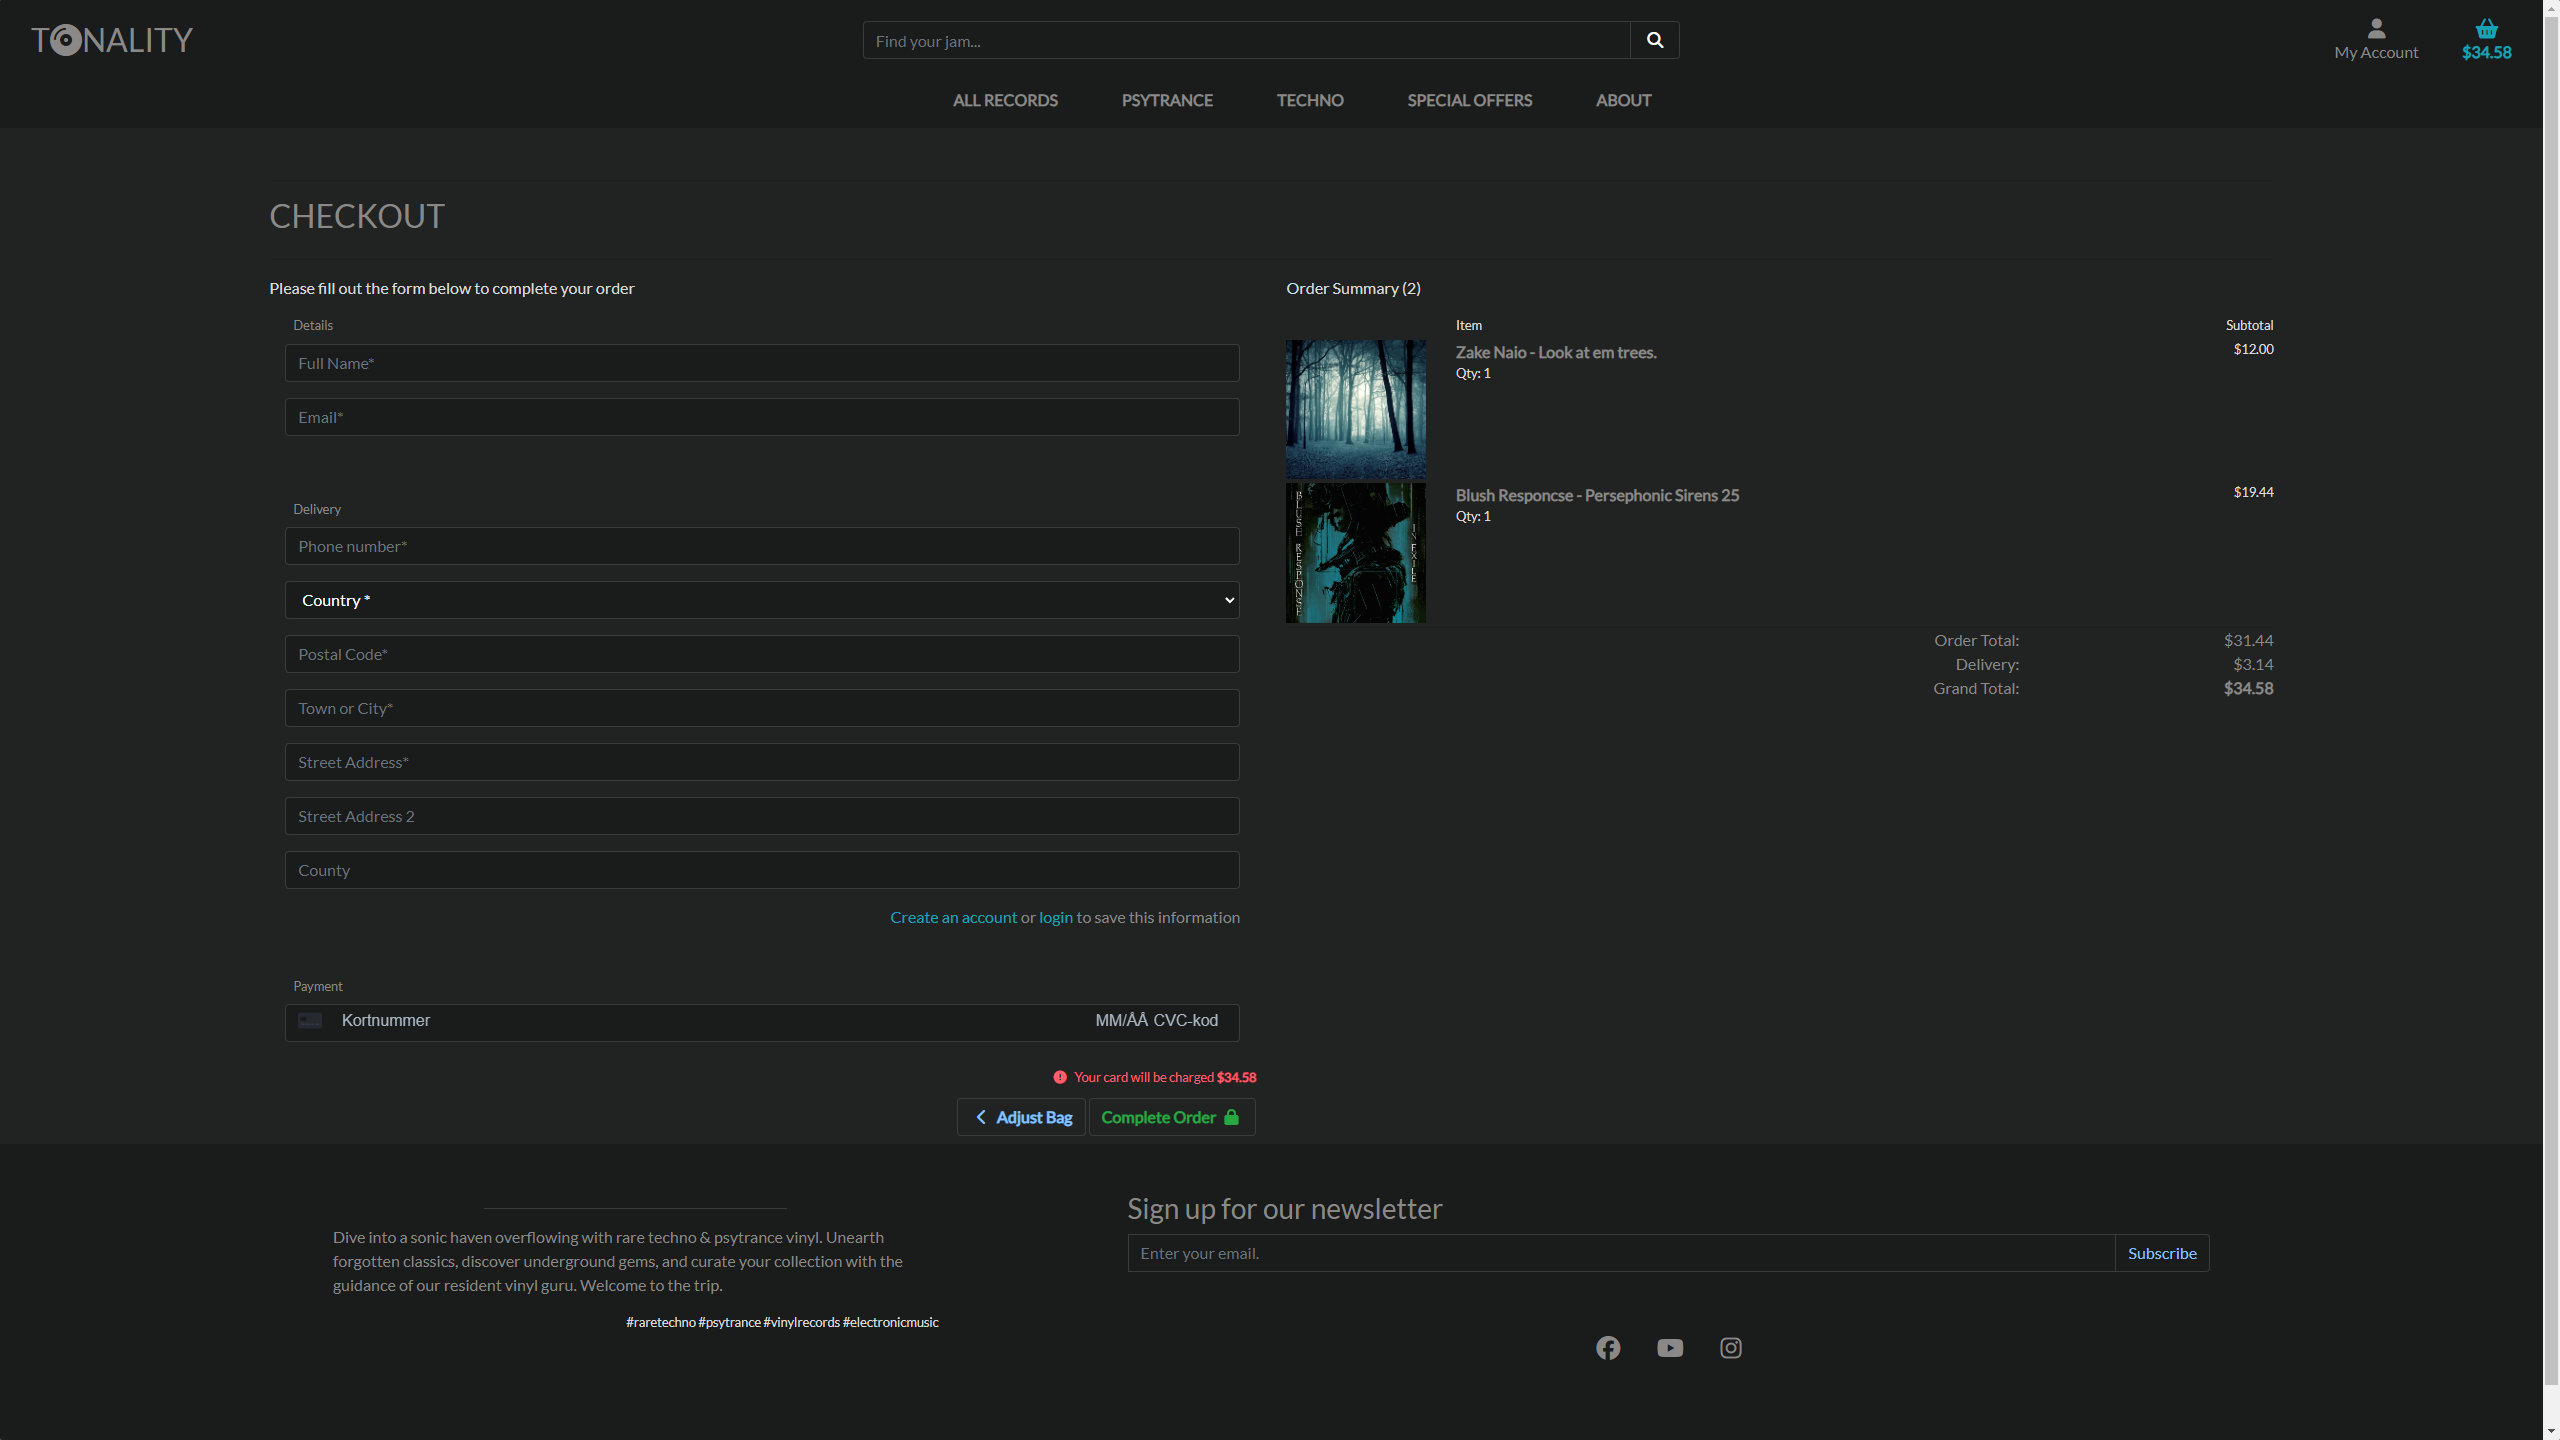 TONALITY
Find your jam...
My Account
$34.58
ALL RECORDS PSYTRANCE TECHNO SPECIAL OFFERS ABOUT
CHECKOUT
Please fill out the form below to complete your order
Details
Full Name*
Email*
Delivery
Phone number*
Country *
Postal Code*
Town or City*
Street Address*
Street Address 2
County
Create an account or login to save this information
Payment
Kortnummer MM/ÅÅ CVC-kod
Your card will be charged $34.58
Adjust Bag Complete Order
Order Summary (2)
Item Subtotal
Zake Naio - Look at em trees. $12.00
Qty: 1
BLUSH RESPONSE
IN EXILE
Blush Responcse - Persephonic Sirens 25 $19.44
Qty: 1
Order Total: $31.44
Delivery: $3.14
Grand Total: $34.58
Dive into a sonic haven overflowing with rare techno & psytrance vinyl. Unearth
forgotten classics, discover underground gems, and curate your collection with the
guidance of our resident vinyl guru. Welcome to the trip.
#raretechno #psytrance #vinylrecords #electronicmusic
Sign up for our newsletter
Enter your email. Subscribe